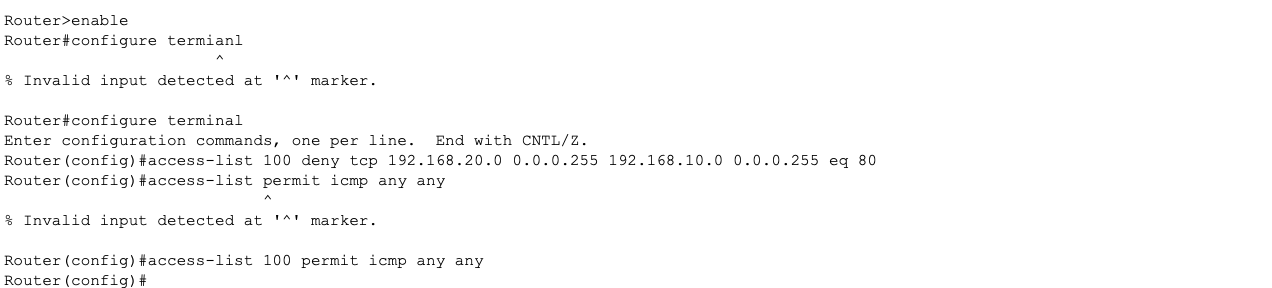 Router>enable
Router#configure termianl
^
% Invalid input detected at '^' marker.
Router#configure terminal
Enter configuration commands, one per line.  End with CNTL/Z.
Router(config)#access-list 100 deny tcp 192.168.20.0 0.0.0.255 192.168.10.0 0.0.0.255 eq 80
Router(config)#access-list permit icmp any any
^
% Invalid input detected at '^' marker.
Router(config)#access-list 100 permit icmp any any
Router(config)#